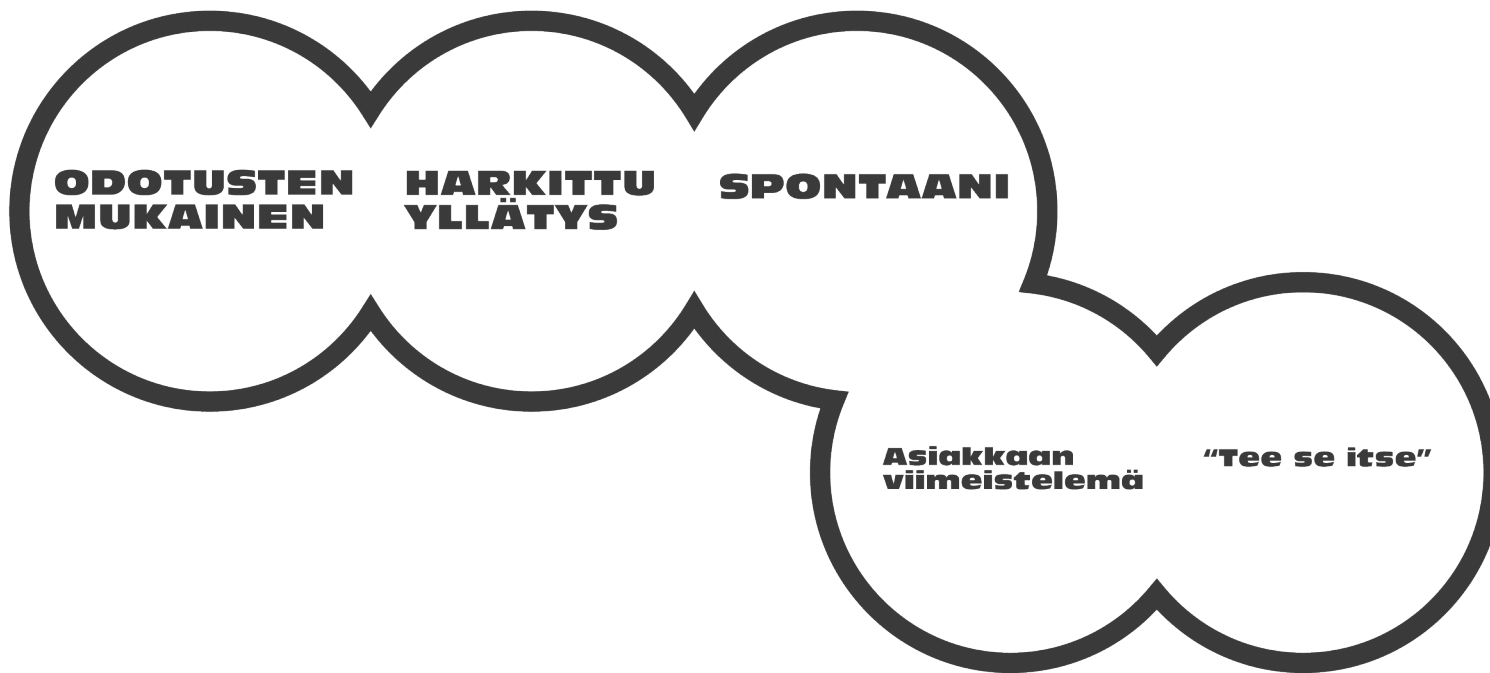 ODOTUSTEN
MUKAINEN
HARKITTU
YLLÄTYS
SPONTAANI
Asiakkaan
viimeistelemä
“Tee se itse”